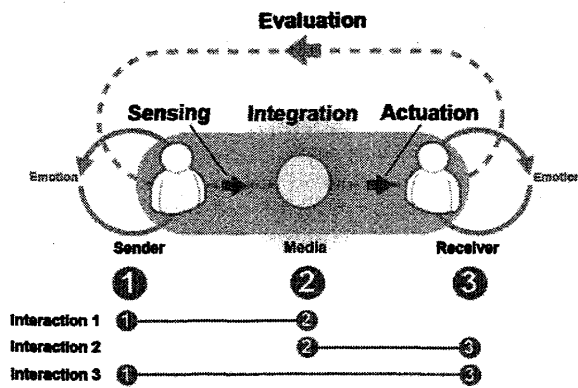 Evaluation
Sensing Integration Actuation
Emotion Emotion
Sender Media Receiver
1 2 3
Interaction 1 1 2
Interaction 2 2 3
Interaction 3 1 3